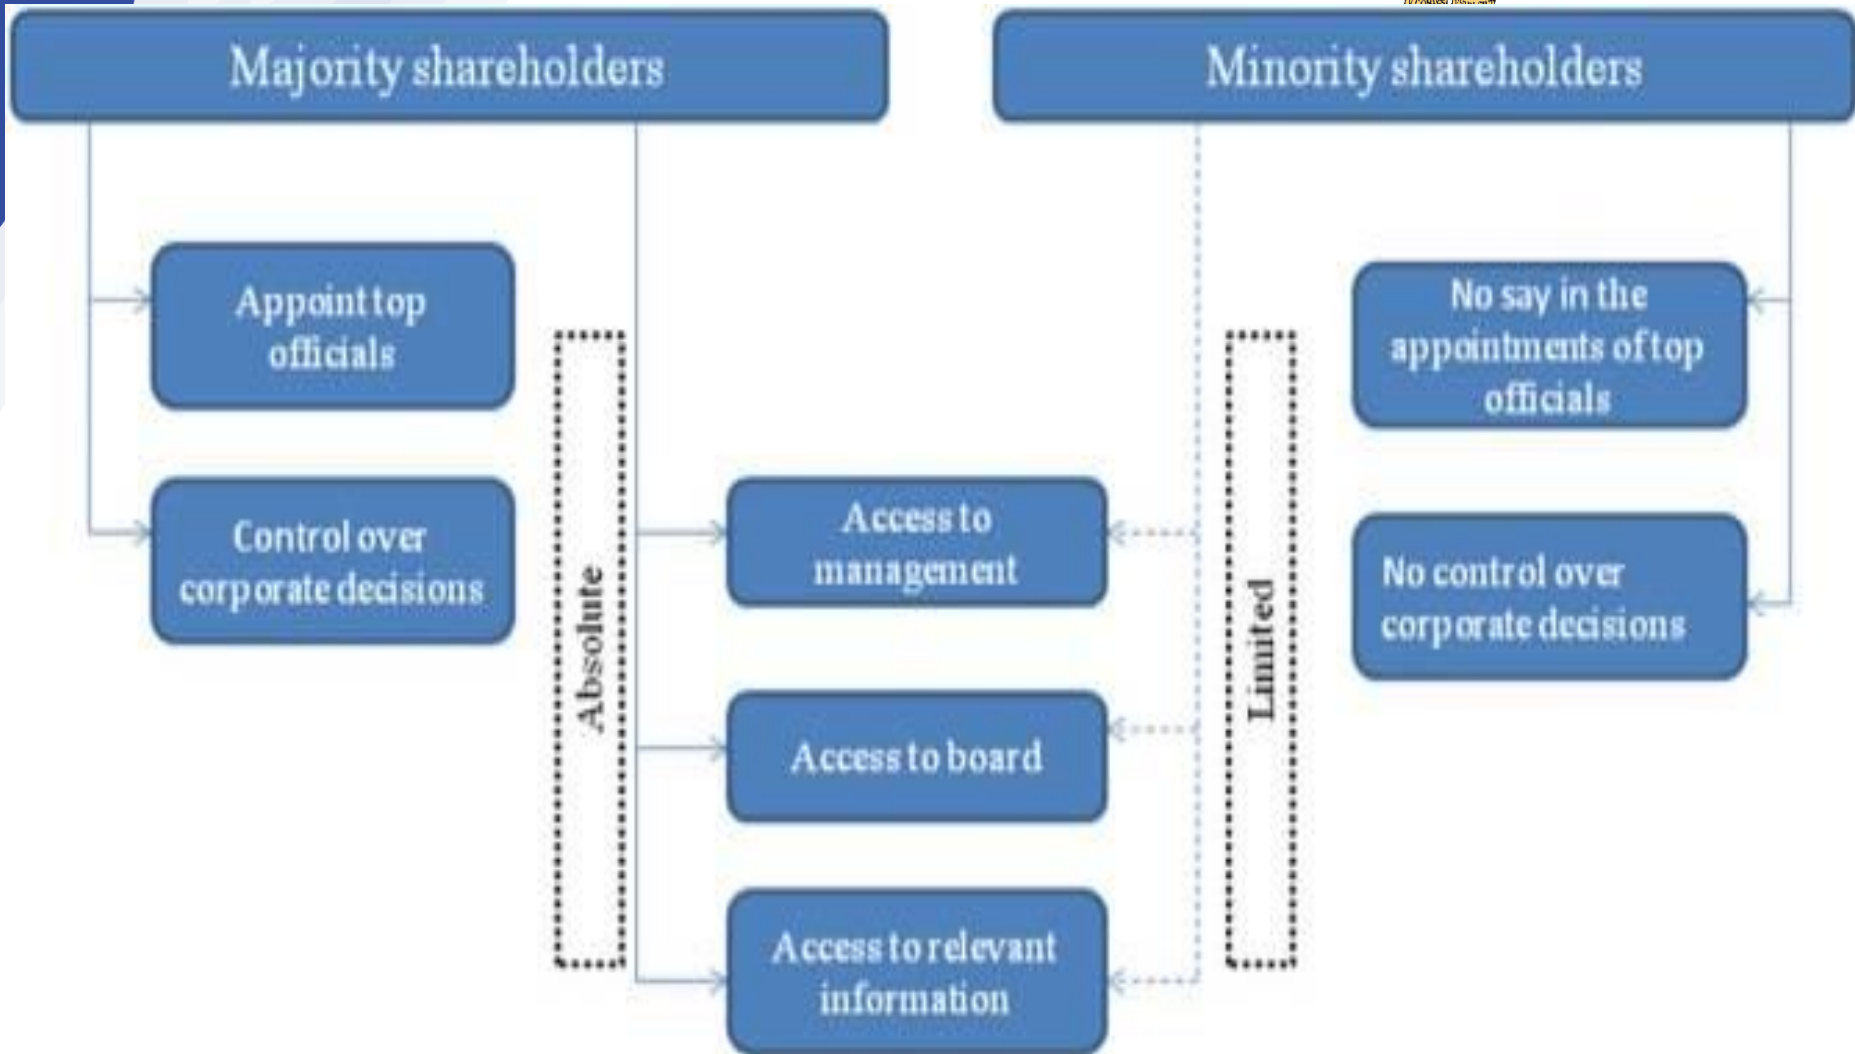 Majority shareholders
Minority shareholders
Appoint top
officials
Control over
corporate decisions
Absolute
Access to
management
Access to board
Access to relevant
information
Limited
No say in the
appointments of top
officials
No control over
corporate decisions